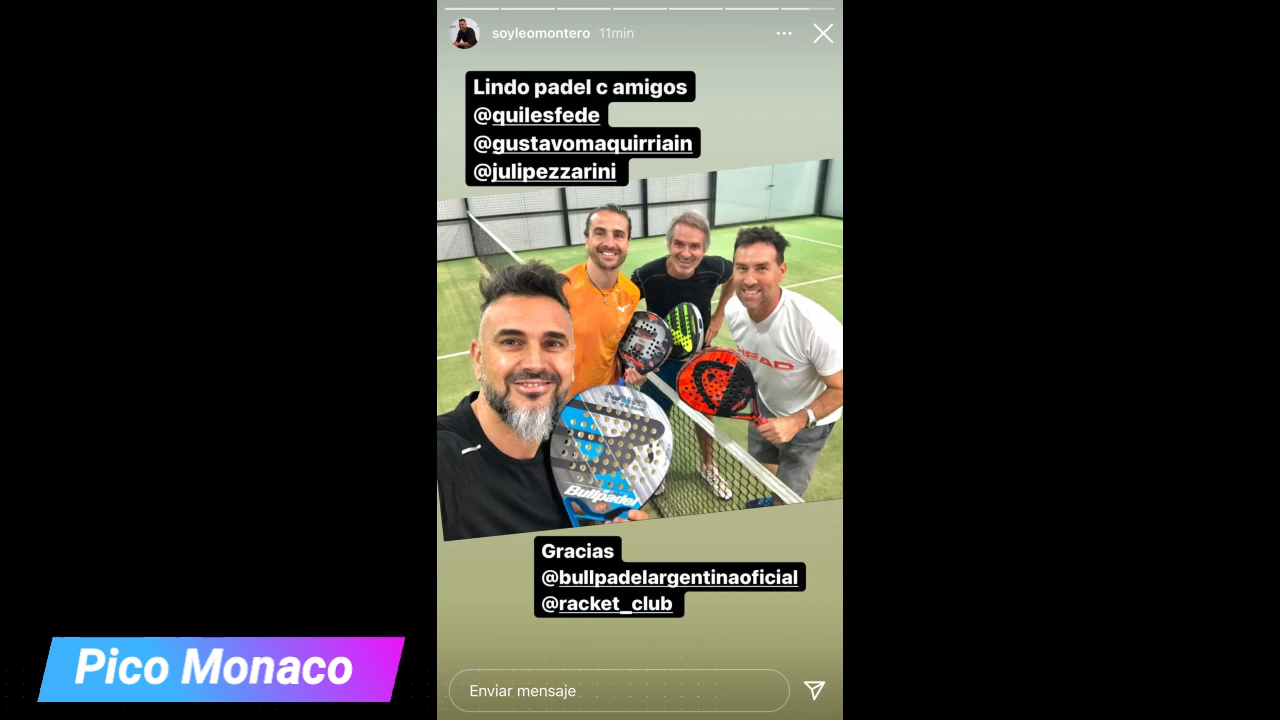 soyleomontero 11min
Lindo padel c amigos
@quilesfede
@gustavomaquirriain
@julipezzarini
HEAD
Bullpadel
Gracias
@bullpadelargentinaoficial
@racket_club
Pico Monaco
Enviar mensaje